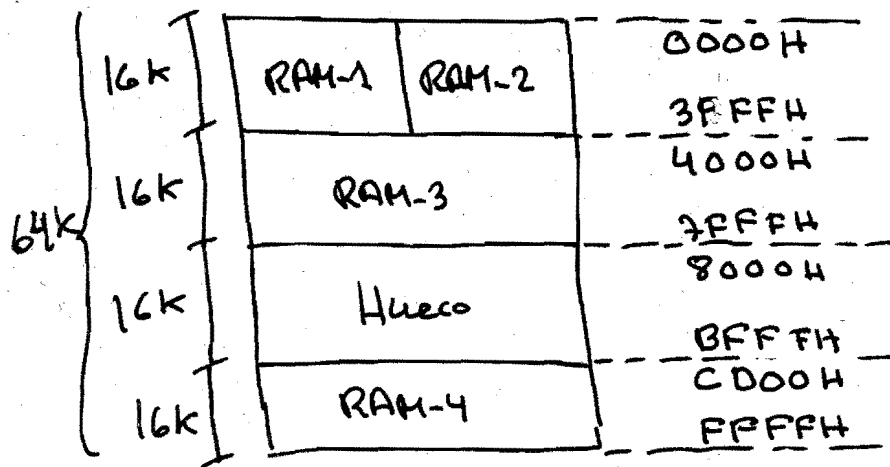 0000H
16K RAM-1 RAM-2
3FFFH
4000H
16K RAM-3
64K
7FFFH
8000H
16K Hueco
BFFFH
CD00H
16K RAM-4
FFFFH